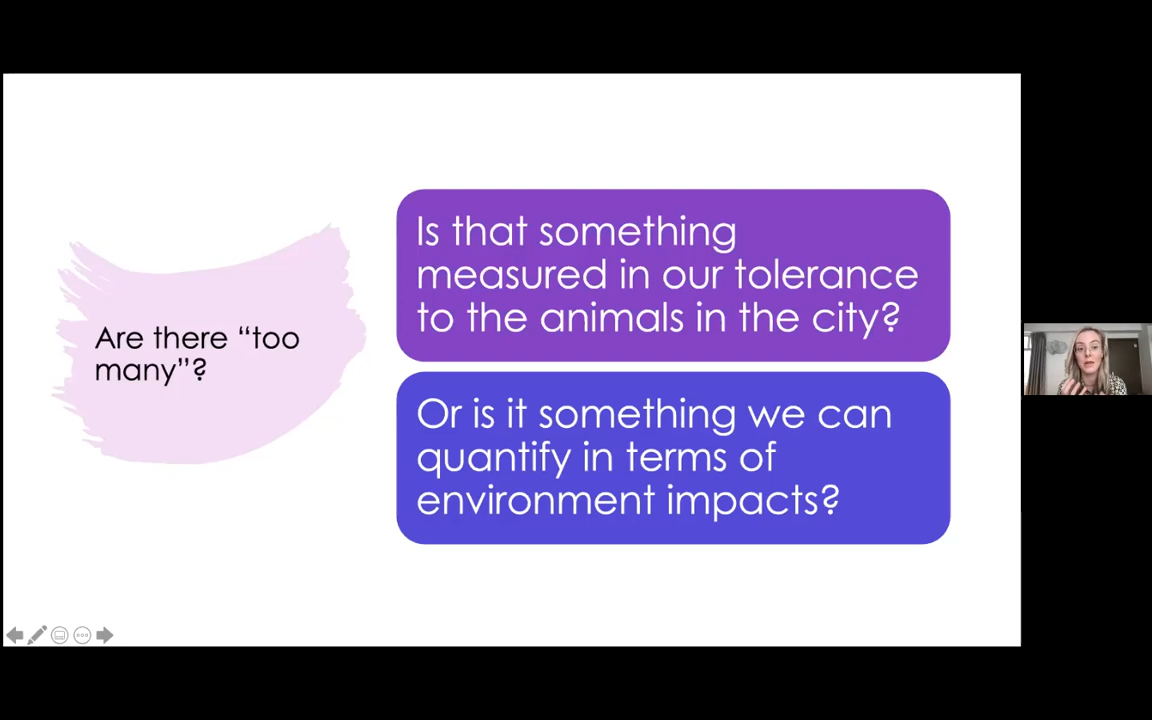 Are there “too
many”?
Is that something
measured in our tolerance
to the animals in the city?
Or is it something we can
quantify in terms of
environment impacts?